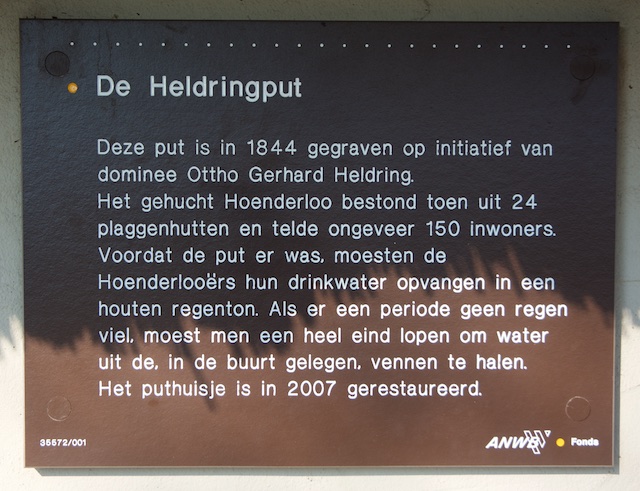 De Heldringput
Deze put is in 1844 gegraven op initiatief van
dominee Ottho Gerhard Heldring.
Het gehucht Hoenderloo bestond toen uit 24
plaggenhutten en telde ongeveer 150 inwoners.
Voordat de put er was, moesten de
Hoenderlooërs hun drinkwater opvangen in een
houten regenton. Als er een periode geen regen
viel, moest men een heel eind lopen om water
uit de, in de buurt gelegen, vennen te halen.
Het puthuisje is in 2007 gerestaureerd.
35572/001
ANWB Fonds